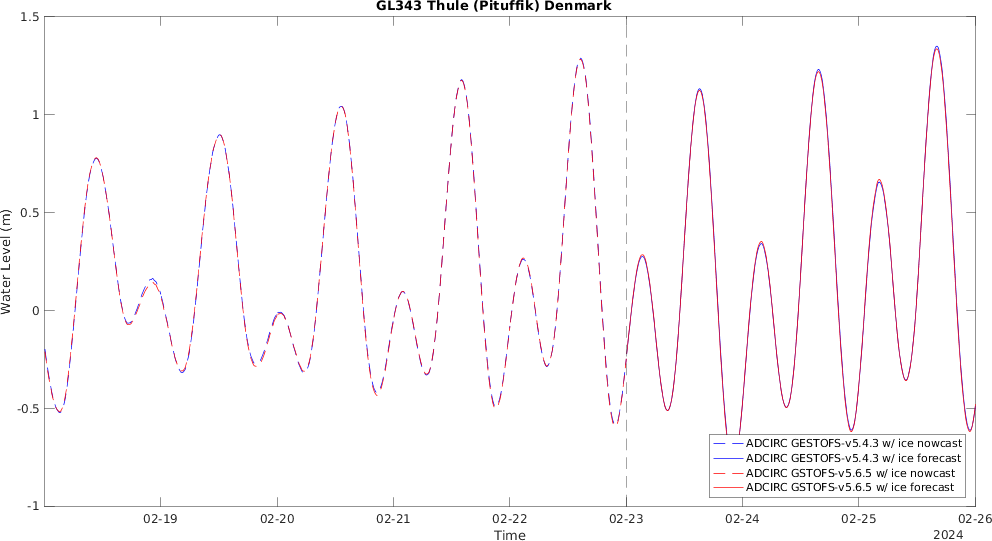 GL343 Thule (Pituffik) Denmark
1.5
1
0.5
0
-0.5
-1
Water Level (m)
02-19
02-20
02-21
02-22
02-23
02-24
02-25
02-26
Time
2024
ADCIRC GESTOFS-v5.4.3 w/ ice nowcast
ADCIRC GESTOFS-v5.4.3 w/ ice forecast
ADCIRC GSTOFS-v5.6.5 w/ ice nowcast
ADCIRC GSTOFS-v5.6.5 w/ ice forecast